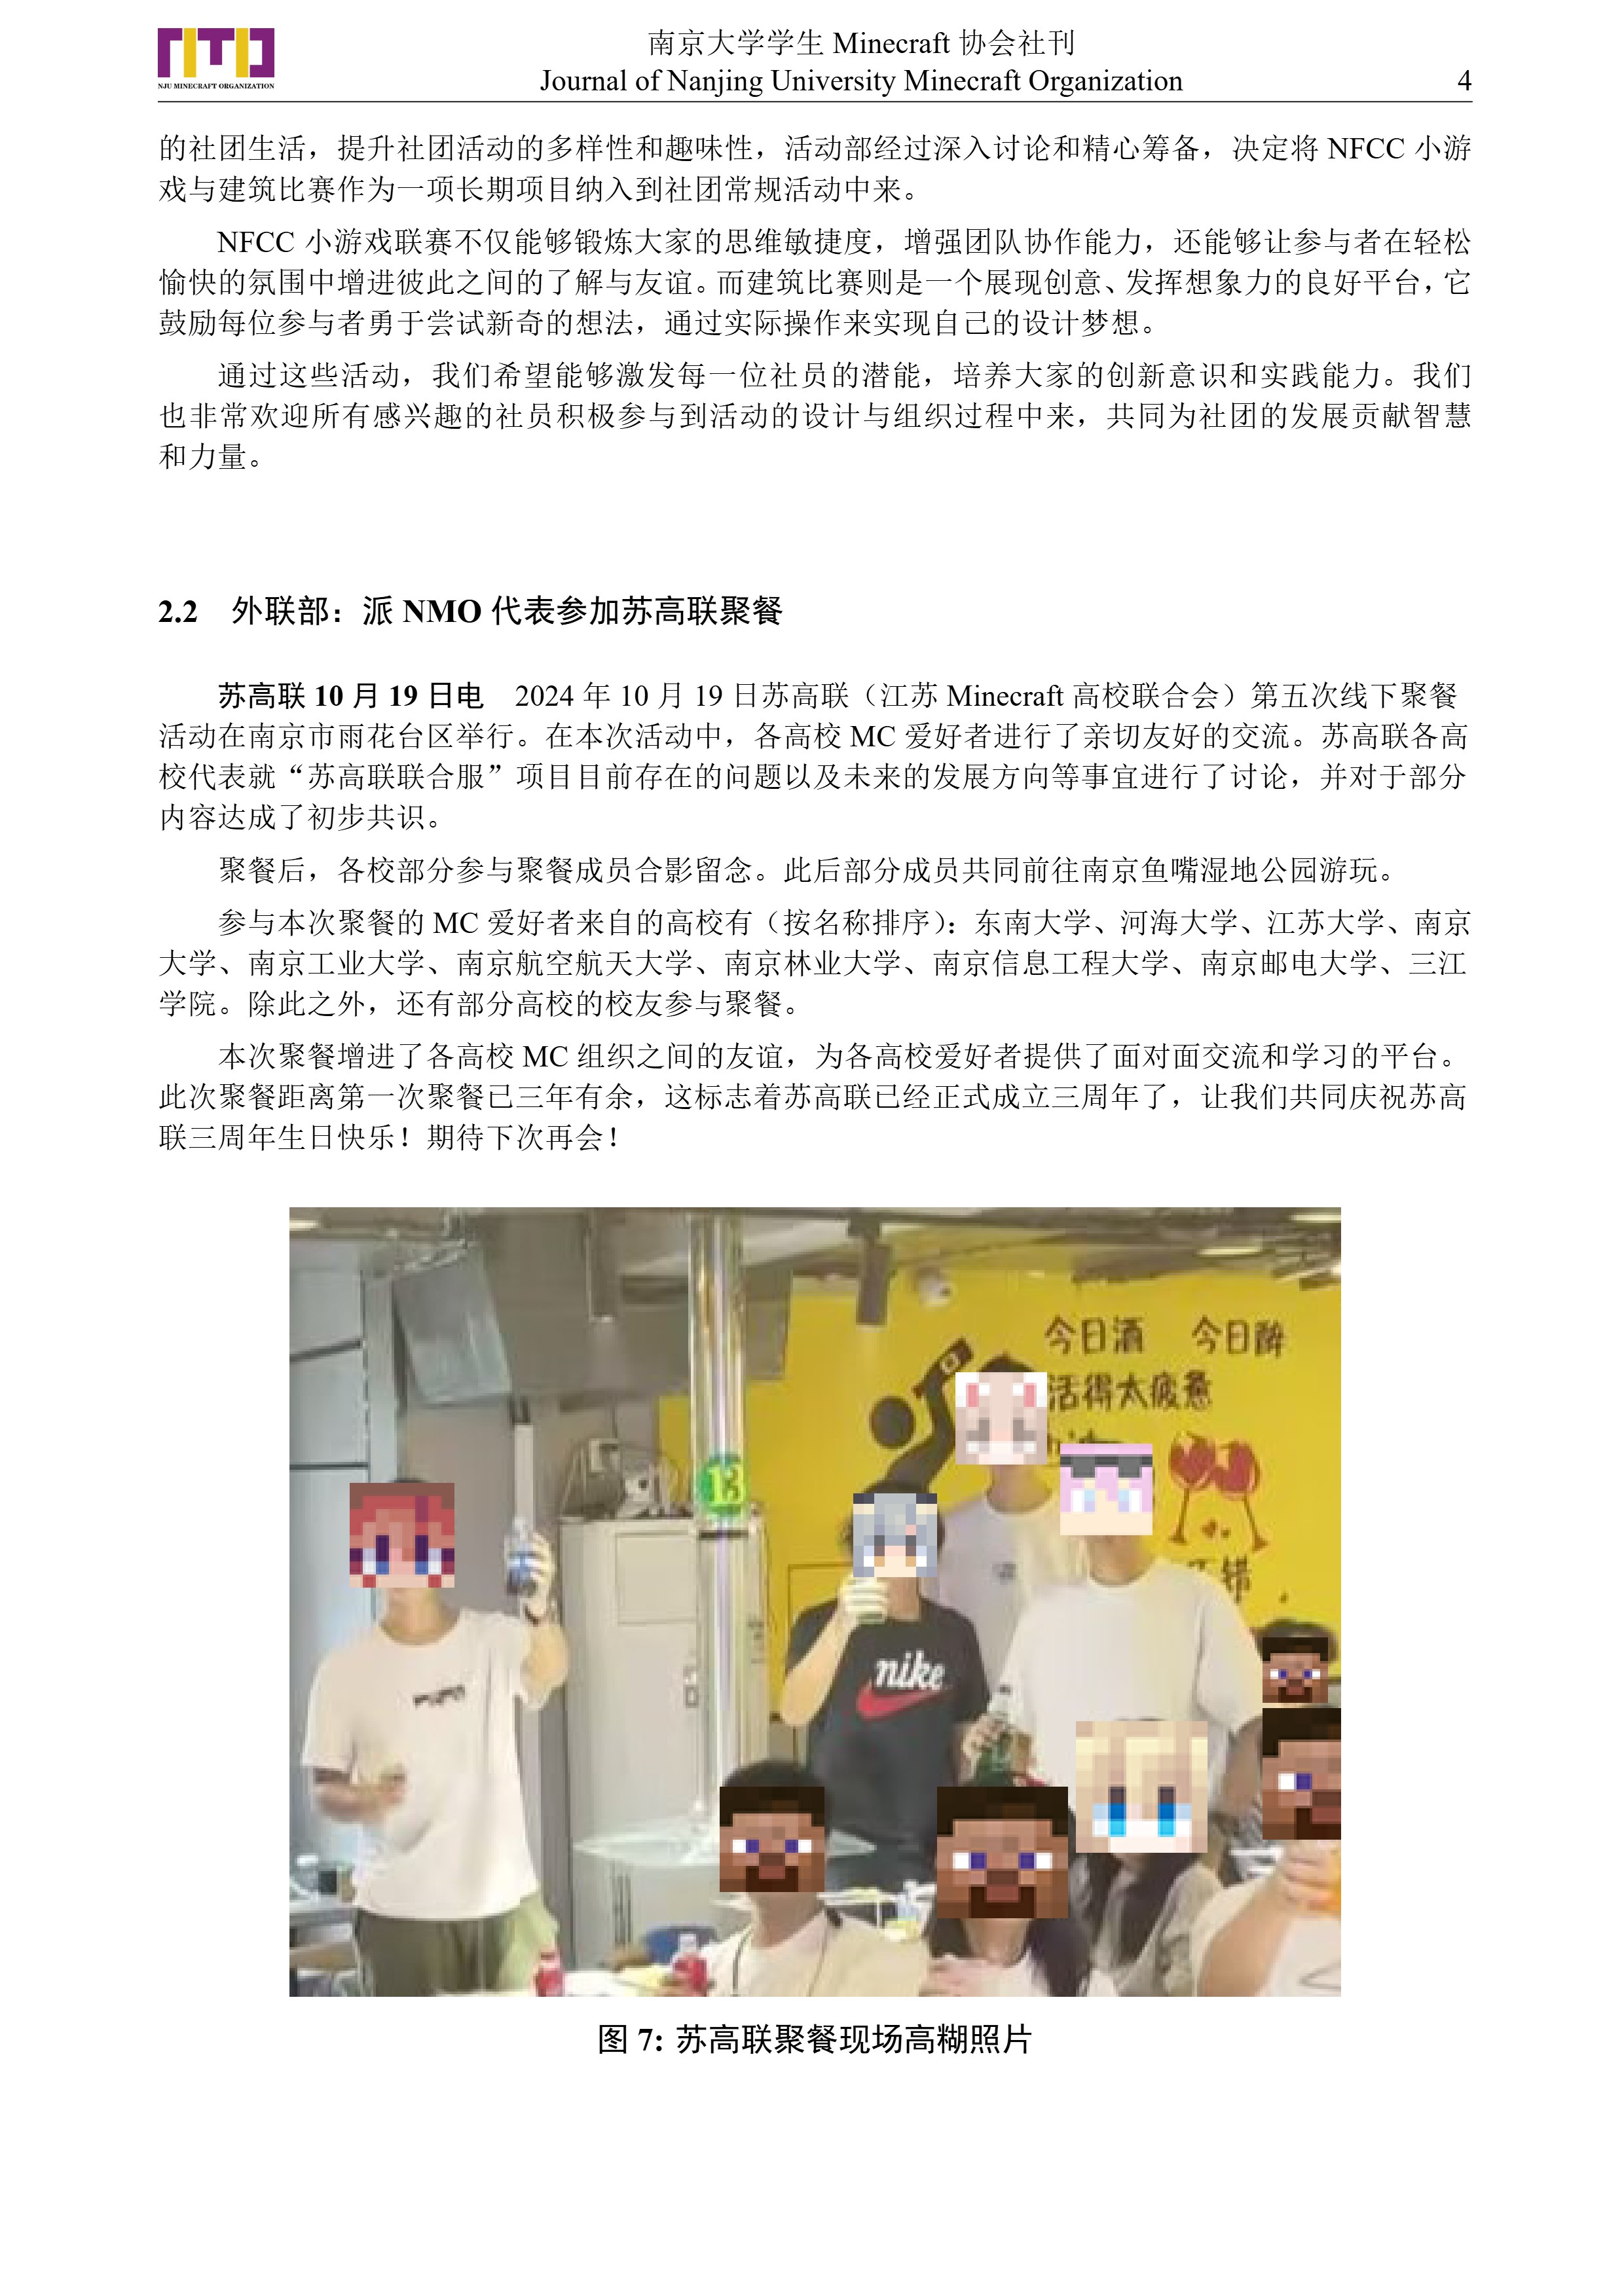 NJU MINECRAFT ORGANIZATION
南京大学学生 Minecraft 协会社刊
Journal of Nanjing University Minecraft Organization
4
的社团生活，提升社团活动的多样性和趣味性，活动部经过深入讨论和精心筹备，决定将 NFCC 小游
戏与建筑比赛作为一项长期项目纳入到社团常规活动中来。
NFCC 小游戏联赛不仅能够锻炼大家的思维敏捷度，增强团队协作能力，还能够让参与者在轻松
愉快的氛围中增进彼此之间的了解与友谊。而建筑比赛则是一个展现创意、发挥想象力的良好平台，它
鼓励每位参与者勇于尝试新奇的想法，通过实际操作来实现自己的设计梦想。
通过这些活动，我们希望能够激发每一位社员的潜能，培养大家的创新意识和实践能力。我们
也非常欢迎所有感兴趣的社员积极参与到活动的设计与组织过程中来，共同为社团的发展贡献智慧
和力量。
2.2 外联部：派 NMO 代表参加苏高联聚餐
苏高联 10 月 19 日电 2024 年 10 月 19 日苏高联（江苏 Minecraft 高校联合会）第五次线下聚餐
活动在南京市雨花台区举行。在本次活动中，各高校 MC 爱好者进行了亲切友好的交流。苏高联各高
校代表就“苏高联联合服”项目目前存在的问题以及未来的发展方向等事宜进行了讨论，并对于部分
内容达成了初步共识。
聚餐后，各校部分参与聚餐成员合影留念。此后部分成员共同前往南京鱼嘴湿地公园游玩。
参与本次聚餐的 MC 爱好者来自的高校有（按名称排序）：东南大学、河海大学、江苏大学、南京
大学、南京工业大学、南京航空航天大学、南京林业大学、南京信息工程大学、南京邮电大学、三江
学院。除此之外，还有部分高校的校友参与聚餐。
本次聚餐增进了各高校 MC 组织之间的友谊，为各高校爱好者提供了面对面交流和学习的平台。
此次聚餐距离第一次聚餐已三年有余，这标志着苏高联已经正式成立三周年了，让我们共同庆祝苏高
联三周年生日快乐！期待下次再会！
今日酒 今日醉
活得太疲惫
13
nike
图 7: 苏高联聚餐现场高糊照片